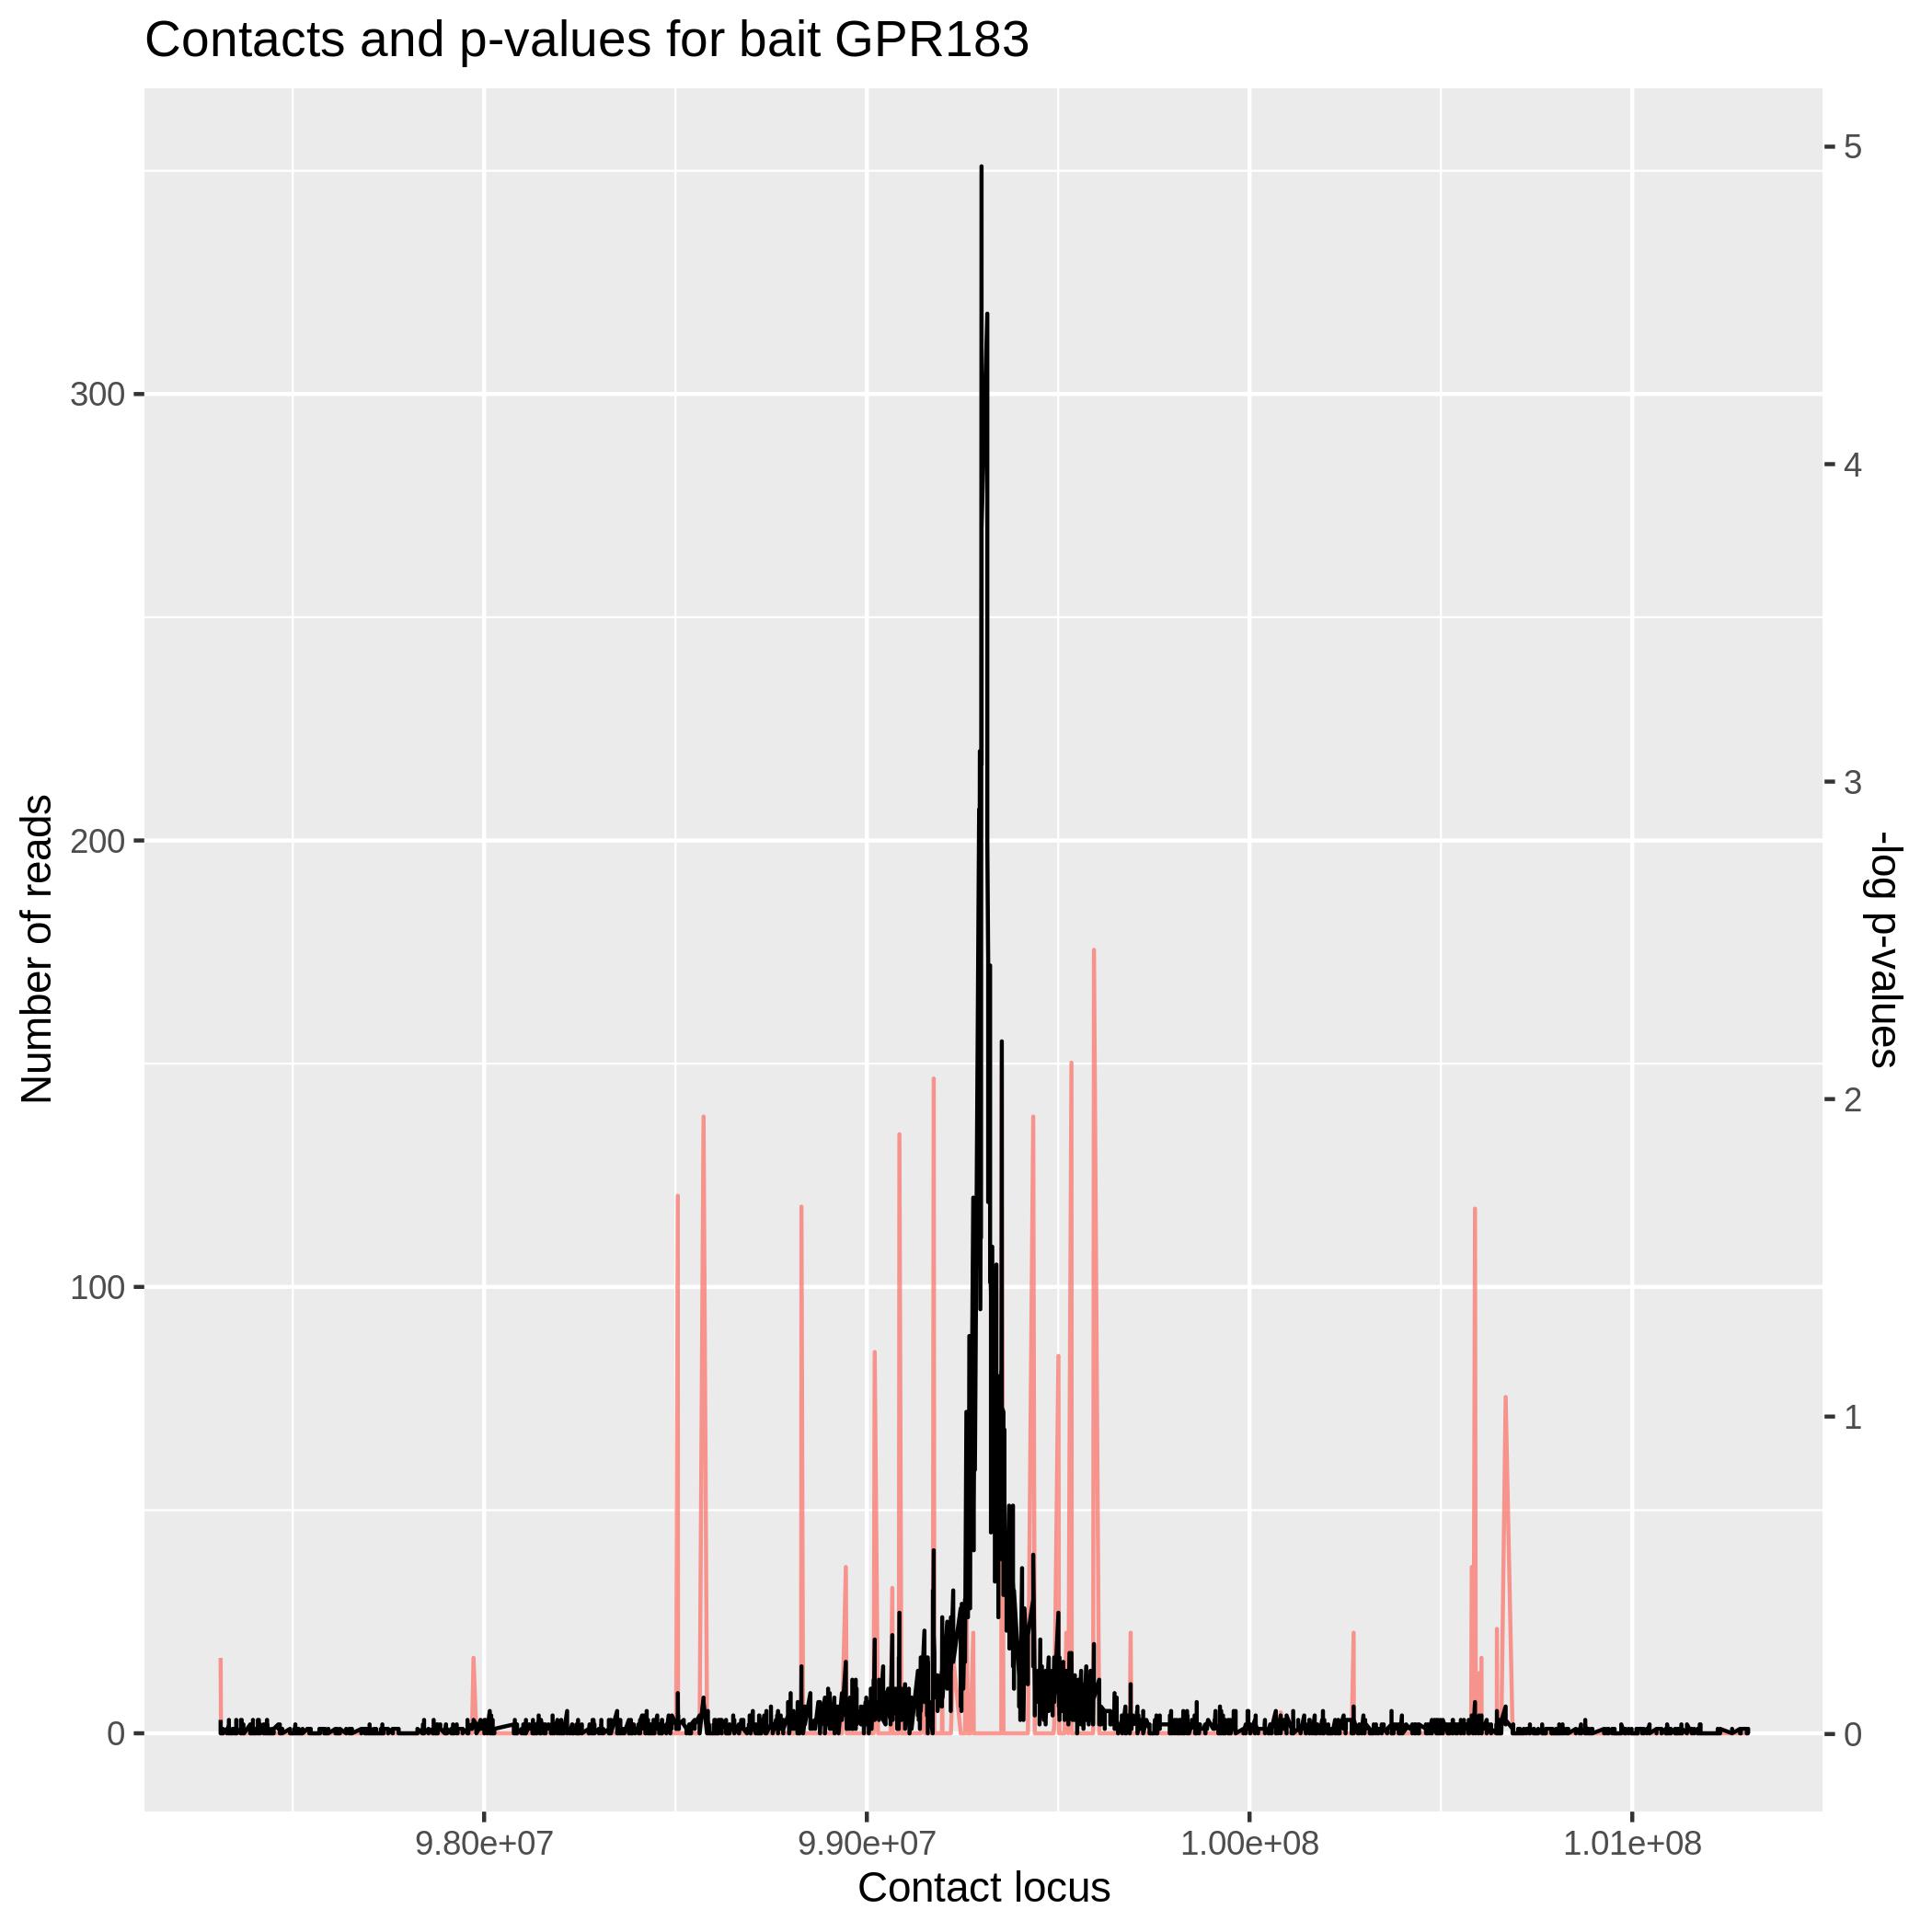 Contacts and p-values for bait GPR183
5
300
4
3
200
Number of reads
-log p-values
2
100
1
0
0
9.80e+07
9.90e+07
1.00e+08
1.01e+08
Contact locus